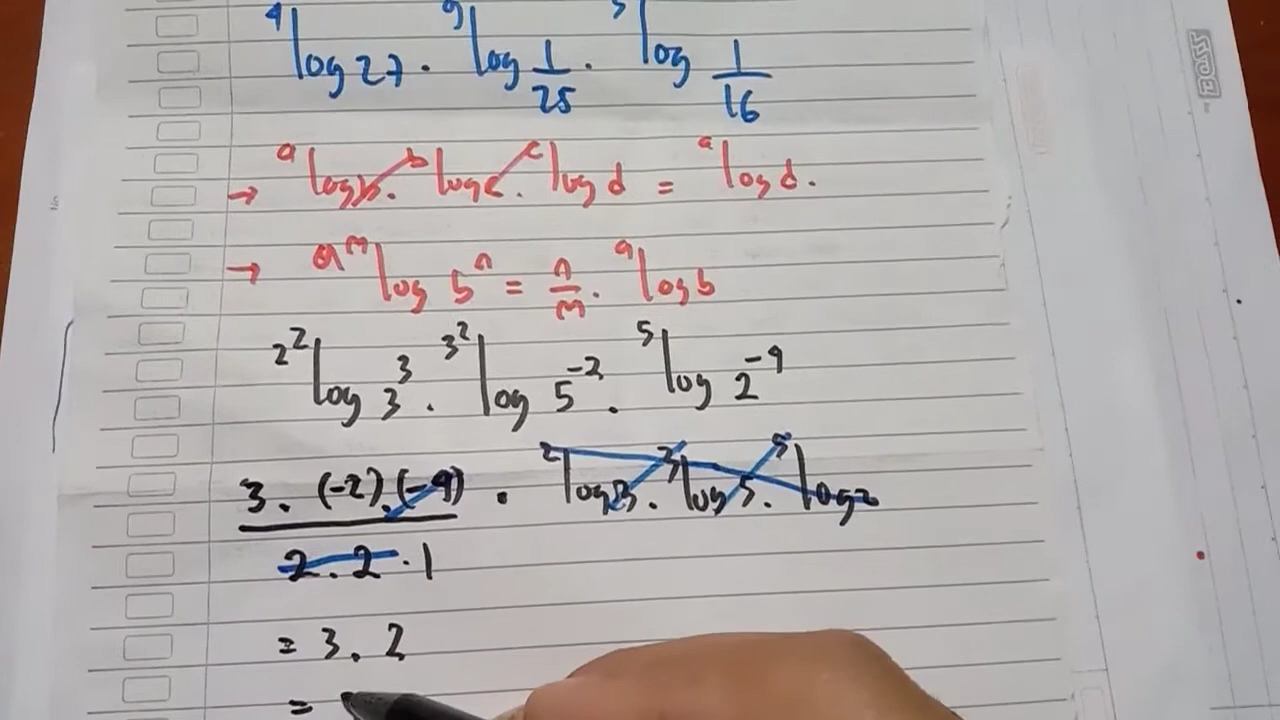 ⁴log 27 . ⁹log 1/25 . ⁵log 1/16
→ ᵃlog b . ᵇlog c . ᶜlog d = ᵃlog d.
→ aᵐlog bⁿ = n/m . ᵃlog b
2²log 3³ . 3²log 5⁻² . ⁵log 2⁻⁴
3 . (-2) . (-4) / 2 . 2 . 1 . ²log 3 . ³log 5 . ⁵log 2
= 3 . 2
=